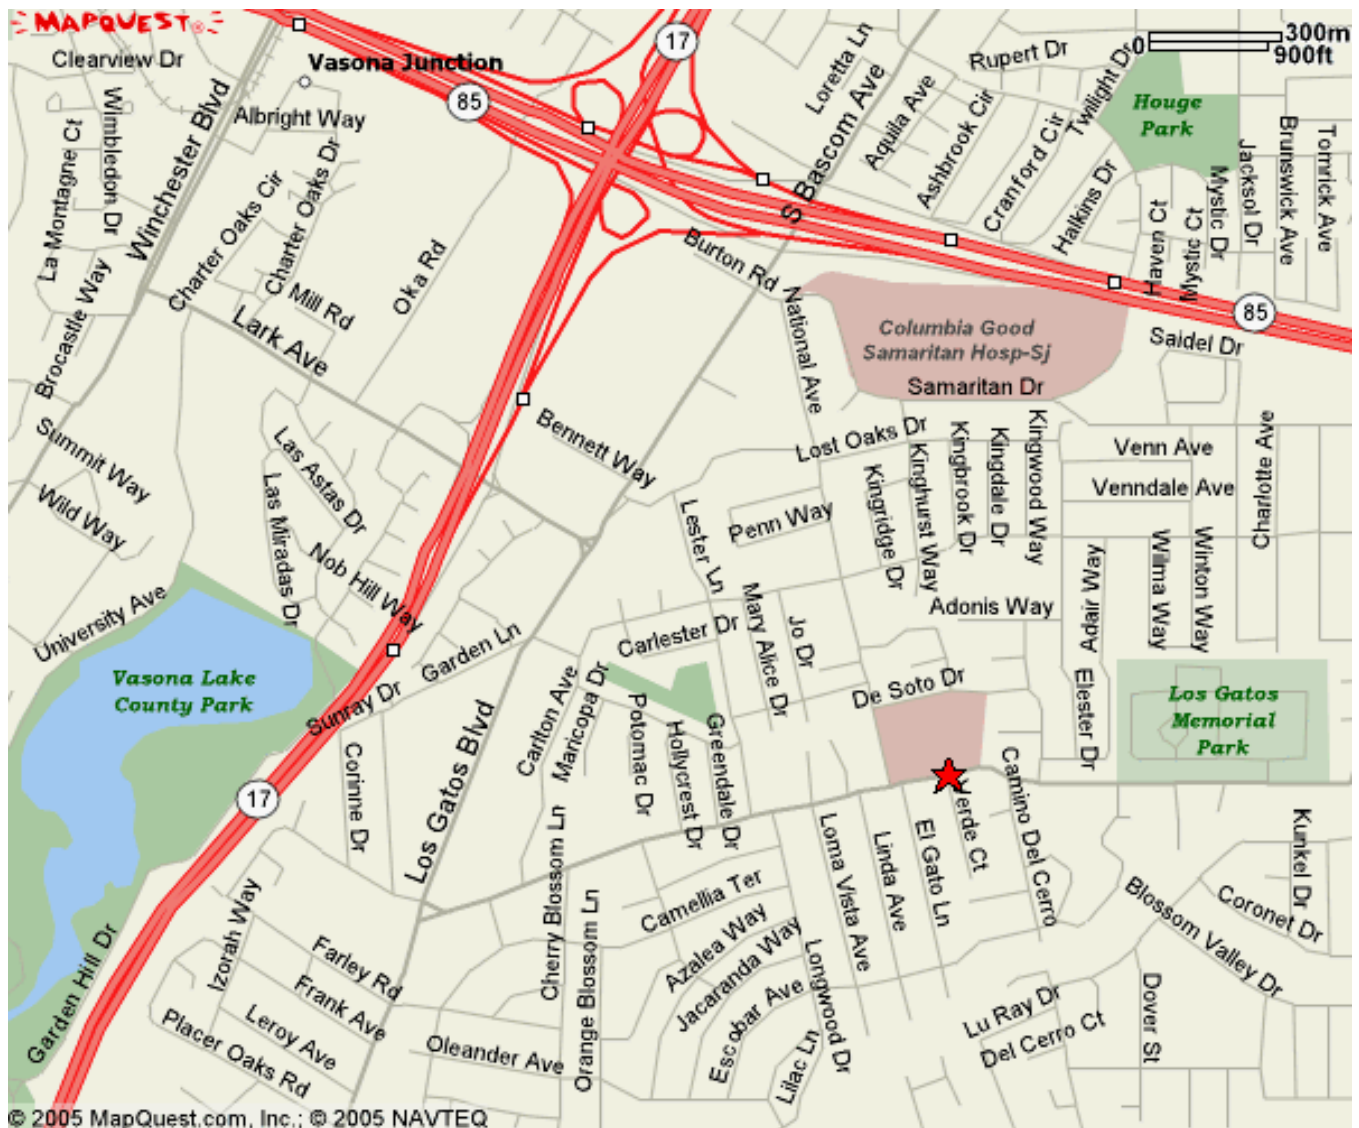 MAPQUEST
Clearview Dr
Vasona Junction
17
85
Loretta Ln
Rupert Dr
0
300m
900ft
Twilight Dr
Houge
Park
Winchester Blvd
Wimbledon Dr
La Montagne Ct
Albright Way
S Bascom Ave
Aquila Ave
Ashbrook Cir
Cranford Cir
Halkins Dr
Mystic Dr
Jacksol Dr
Brunswick Ave
Tomrick Ave
Haven Ct
Mystic Ct
Brocastle Way
Charter Oaks Cir
Charter Oaks Dr
Mill Rd
Oka Rd
Lark Ave
Burton Rd
National Ave
Columbia Good
Samaritan Hosp-Sj
Samaritan Dr
85
Saidel Dr
Summit Way
Wild Way
Las Astas Dr
Las Miradas Dr
Nob Hill Way
Bennett Way
Lost Oaks Dr
Kingridge Dr
Kinghurst Way
Kingbrook Dr
Kingdale Dr
Kingwood Way
Venn Ave
Venndale Ave
Charlotte Ave
Penn Way
Lester Ln
Mary Alice Dr
Jo Dr
Adonis Way
Adair Way
Wilma Way
Winton Way
University Ave
Vasona Lake
County Park
Garden Ln
Sunray Dr
Corinne Dr
Los Gatos Blvd
Carlester Dr
Carlton Ave
Maricopa Dr
Potomac Dr
Hollycrest Dr
Greendale Dr
De Soto Dr
Elester Dr
Los Gatos
Memorial
Park
17
Verde Ct
Camino Del Cerro
El Gato Ln
Linda Ave
Loma Vista Ave
Kunkel Dr
Coronet Dr
Blossom Valley Dr
Cherry Blossom Ln
Orange Blossom Ln
Camellia Ter
Azalea Way
Jacaranda Way
Escobar Ave
Longwood Dr
Lilac Ln
Izorah Way
Farley Rd
Frank Ave
Leroy Ave
Placer Oaks Rd
Oleander Ave
Garden Hill Dr
Lu Ray Dr
Del Cerro Ct
Dover St
© 2005 MapQuest.com, Inc.; © 2005 NAVTEQ